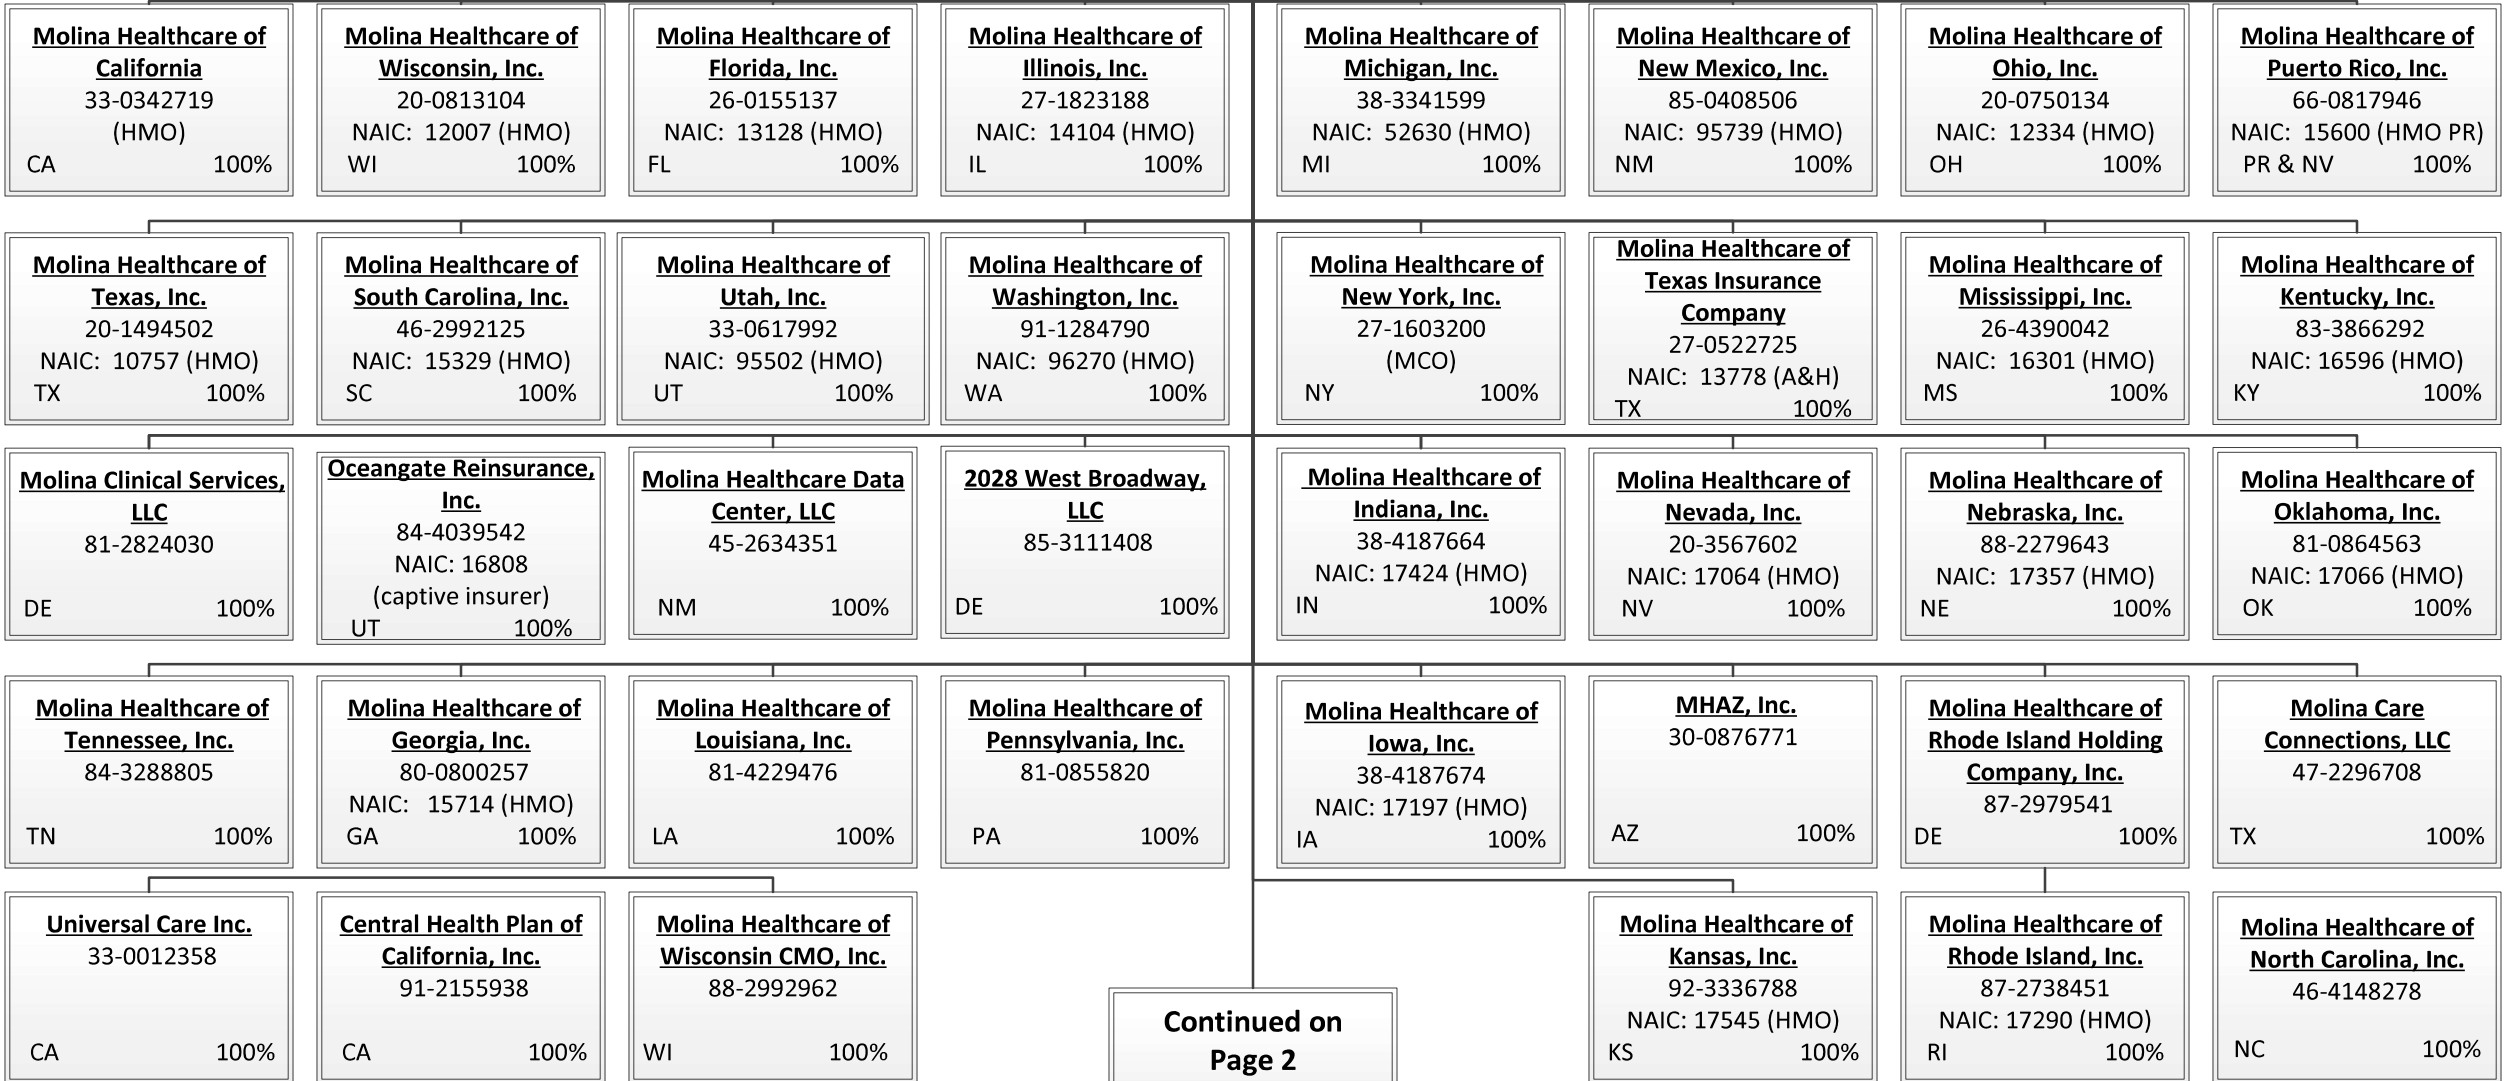 Molina Healthcare of
California
33-0342719
(HMO)
CA 100%
Molina Healthcare of
Wisconsin, Inc.
20-0813104
NAIC: 12007 (HMO)
WI 100%
Molina Healthcare of
Florida, Inc.
26-0155137
NAIC: 13128 (HMO)
FL 100%
Molina Healthcare of
Illinois, Inc.
27-1823188
NAIC: 14104 (HMO)
IL 100%
Molina Healthcare of
Michigan, Inc.
38-3341599
NAIC: 52630 (HMO)
MI 100%
Molina Healthcare of
New Mexico, Inc.
85-0408506
NAIC: 95739 (HMO)
NM 100%
Molina Healthcare of
Ohio, Inc.
20-0750134
NAIC: 12334 (HMO)
OH 100%
Molina Healthcare of
Puerto Rico, Inc.
66-0817946
NAIC: 15600 (HMO PR)
PR & NV 100%
Molina Healthcare of
Texas, Inc.
20-1494502
NAIC: 10757 (HMO)
TX 100%
Molina Healthcare of
South Carolina, Inc.
46-2992125
NAIC: 15329 (HMO)
SC 100%
Molina Healthcare of
Utah, Inc.
33-0617992
NAIC: 95502 (HMO)
UT 100%
Molina Healthcare of
Washington, Inc.
91-1284790
NAIC: 96270 (HMO)
WA 100%
Molina Healthcare of
New York, Inc.
27-1603200
(MCO)
NY 100%
Molina Healthcare of
Texas Insurance
Company
27-0522725
NAIC: 13778 (A&H)
TX 100%
Molina Healthcare of
Mississippi, Inc.
26-4390042
NAIC: 16301 (HMO)
MS 100%
Molina Healthcare of
Kentucky, Inc.
83-3866292
NAIC: 16596 (HMO)
KY 100%
Molina Clinical Services,
LLC
81-2824030
DE 100%
Oceangate Reinsurance,
Inc.
84-4039542
NAIC: 16808
(captive insurer)
UT 100%
Molina Healthcare Data
Center, LLC
45-2634351
NM 100%
2028 West Broadway,
LLC
85-3111408
DE 100%
Molina Healthcare of
Indiana, Inc.
38-4187664
NAIC: 17424 (HMO)
IN 100%
Molina Healthcare of
Nevada, Inc.
20-3567602
NAIC: 17064 (HMO)
NV 100%
Molina Healthcare of
Nebraska, Inc.
88-2279643
NAIC: 17357 (HMO)
NE 100%
Molina Healthcare of
Oklahoma, Inc.
81-0864563
NAIC: 17066 (HMO)
OK 100%
Molina Healthcare of
Tennessee, Inc.
84-3288805
TN 100%
Molina Healthcare of
Georgia, Inc.
80-0800257
NAIC: 15714 (HMO)
GA 100%
Molina Healthcare of
Louisiana, Inc.
81-4229476
LA 100%
Molina Healthcare of
Pennsylvania, Inc.
81-0855820
PA 100%
Molina Healthcare of
Iowa, Inc.
38-4187674
NAIC: 17197 (HMO)
IA 100%
MHAZ, Inc.
30-0876771
AZ 100%
Molina Healthcare of
Rhode Island Holding
Company, Inc.
87-2979541
DE 100%
Molina Care
Connections, LLC
47-2296708
TX 100%
Universal Care Inc.
33-0012358
CA 100%
Central Health Plan of
California, Inc.
91-2155938
CA 100%
Molina Healthcare of
Wisconsin CMO, Inc.
88-2992962
WI 100%
Continued on
Page 2
Molina Healthcare of
Kansas, Inc.
92-3336788
NAIC: 17545 (HMO)
KS 100%
Molina Healthcare of
Rhode Island, Inc.
87-2738451
NAIC: 17290 (HMO)
RI 100%
Molina Healthcare of
North Carolina, Inc.
46-4148278
NC 100%